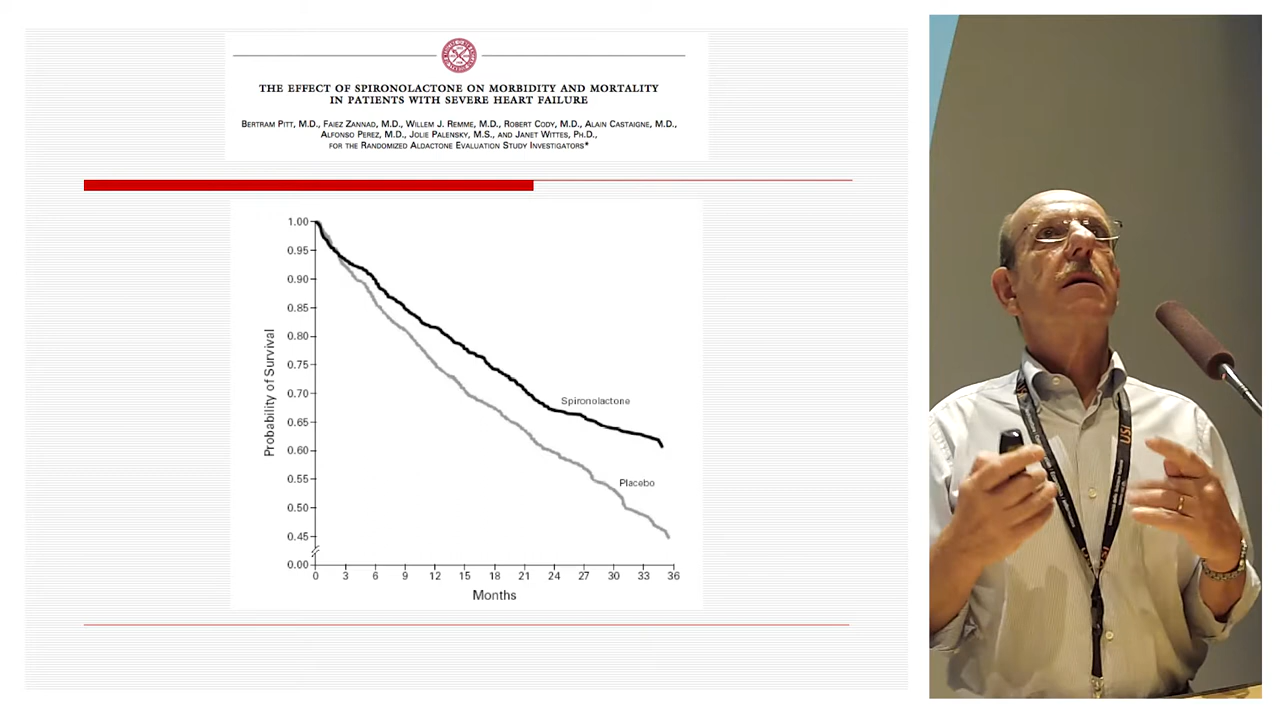 THE EFFECT OF SPIRONOLACTONE ON MORBIDITY AND MORTALITY
IN PATIENTS WITH SEVERE HEART FAILURE
BERTRAM PITT, M.D., FAIEZ ZANNAD, M.D., WILLEM J. REMME, M.D., ROBERT CODY, M.D., ALAIN CASTAIGNE, M.D.,
ALFONSO PEREZ, M.D., JOLIE PALENSKY, M.S., AND JANET WITTES, PH.D.,
FOR THE RANDOMIZED ALDACTONE EVALUATION STUDY INVESTIGATORS*
Probability of Survival
1.00
0.95
0.90
0.85
0.80
0.75
0.70
0.65
0.60
0.55
0.50
0.45
0.00
Spironolactone
Placebo
0 3 6 9 12 15 18 21 24 27 30 33 36
Months
USI